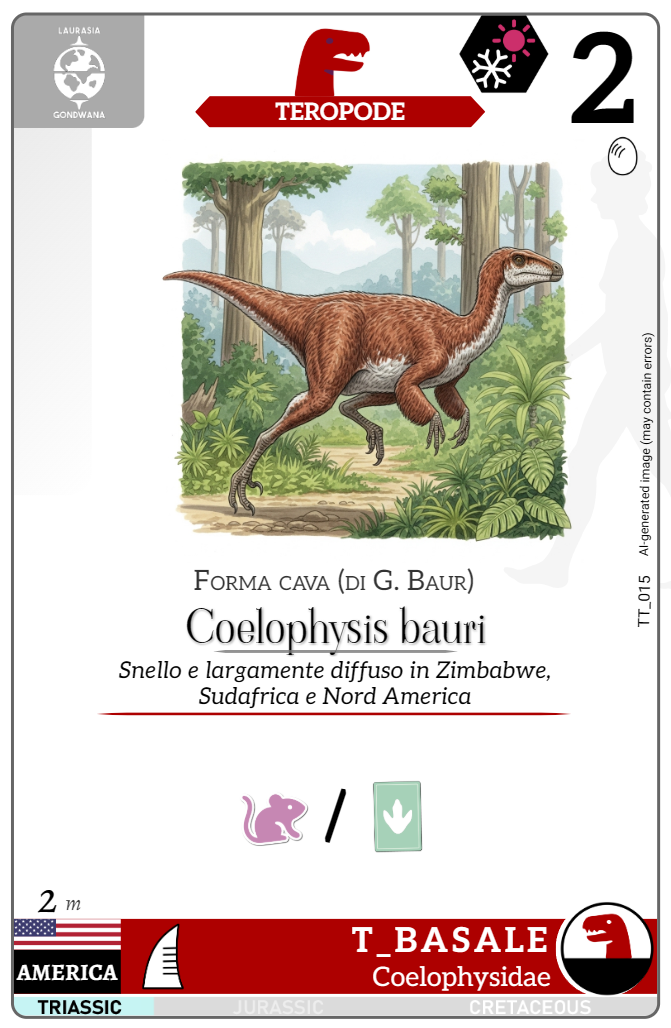 LAURASIA
GONDWANA
TEROPODE
2
AI-generated image (may contain errors)
TT_015
Forma cava (di G. Baur)
Coelophysis bauri
Snello e largamente diffuso in Zimbabwe,
Sudafrica e Nord America
/
2 m
AMERICA
T_BASALE
Coelophysidae
TRIASSIC JURASSIC CRETACEOUS